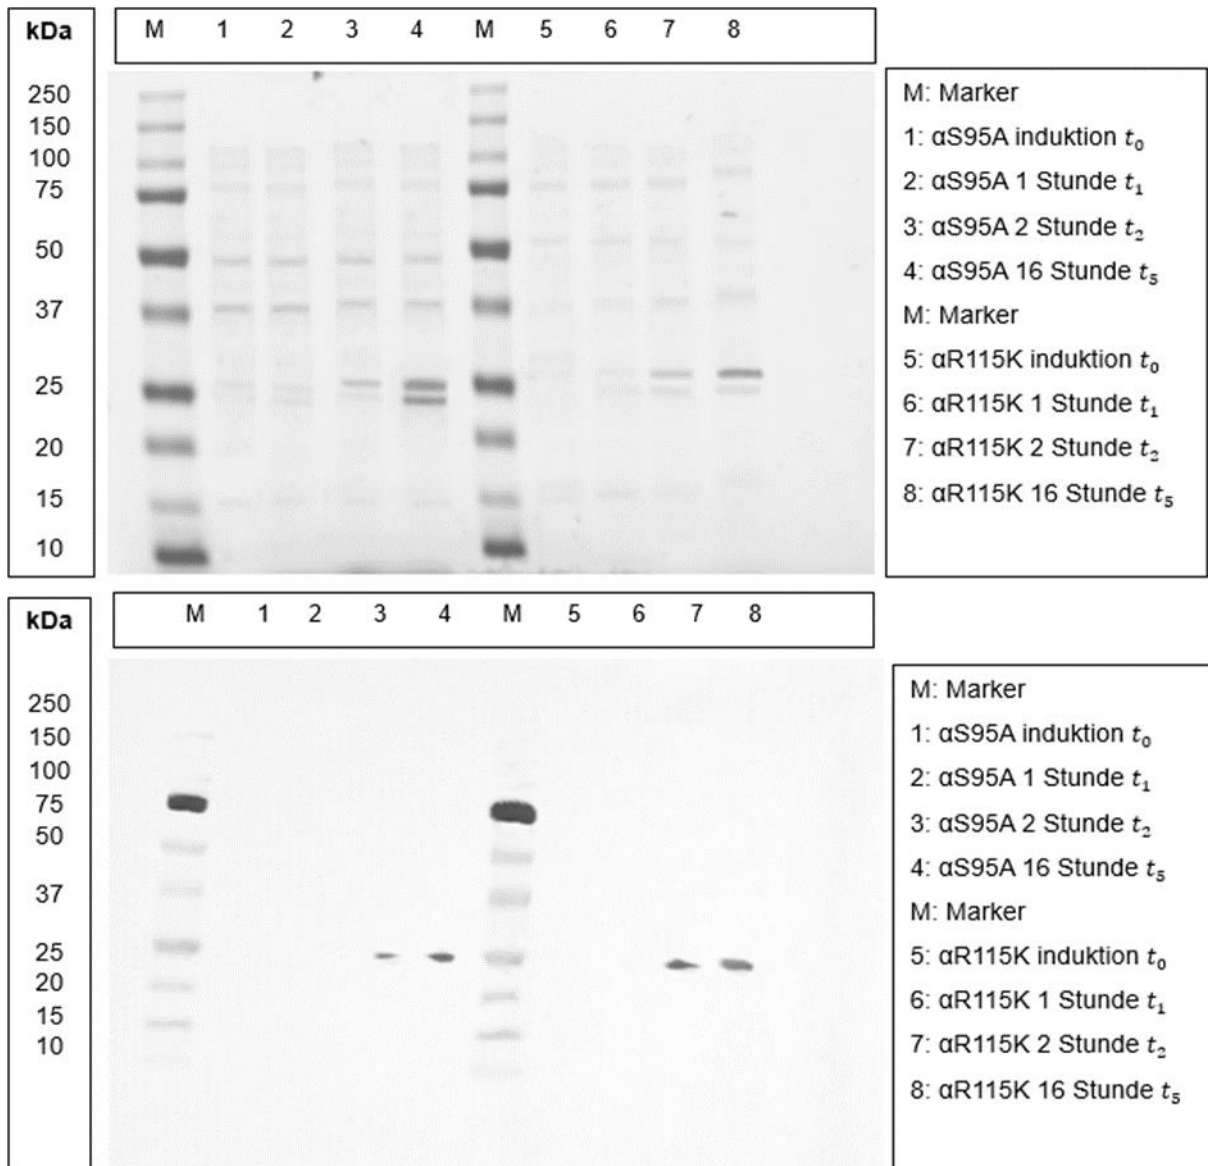 kDa
M 1 2 3 4 M 5 6 7 8
250
150
100
75
50
37
25
20
15
10
M: Marker
1: αS95A induktion t₀
2: αS95A 1 Stunde t₁
3: αS95A 2 Stunde t₂
4: αS95A 16 Stunde t₅
M: Marker
5: αR115K induktion t₀
6: αR115K 1 Stunde t₁
7: αR115K 2 Stunde t₂
8: αR115K 16 Stunde t₅
kDa
M 1 2 3 4 M 5 6 7 8
250
150
100
75
50
37
25
20
15
10
M: Marker
1: αS95A induktion t₀
2: αS95A 1 Stunde t₁
3: αS95A 2 Stunde t₂
4: αS95A 16 Stunde t₅
M: Marker
5: αR115K induktion t₀
6: αR115K 1 Stunde t₁
7: αR115K 2 Stunde t₂
8: αR115K 16 Stunde t₅